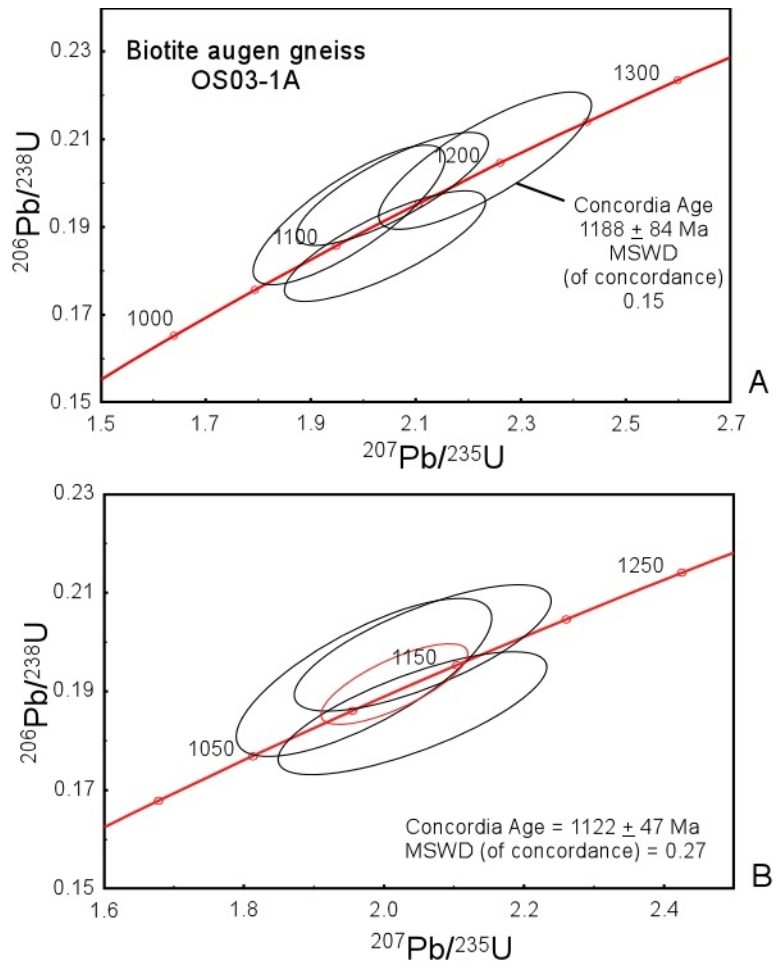 Biotite augen gneiss
OS03-1A
0.23
0.21
0.19
0.17
0.15
206Pb/238U
1300
1200
1100
1000
Concordia Age
1188 ± 84 Ma
MSWD
(of concordance)
0.15
1.5 1.7 1.9 2.1 2.3 2.5 2.7
207Pb/235U
A
0.23
0.21
0.19
0.17
0.15
206Pb/238U
1250
1150
1050
Concordia Age = 1122 ± 47 Ma
MSWD (of concordance) = 0.27
1.6 1.8 2.0 2.2 2.4
207Pb/235U
B